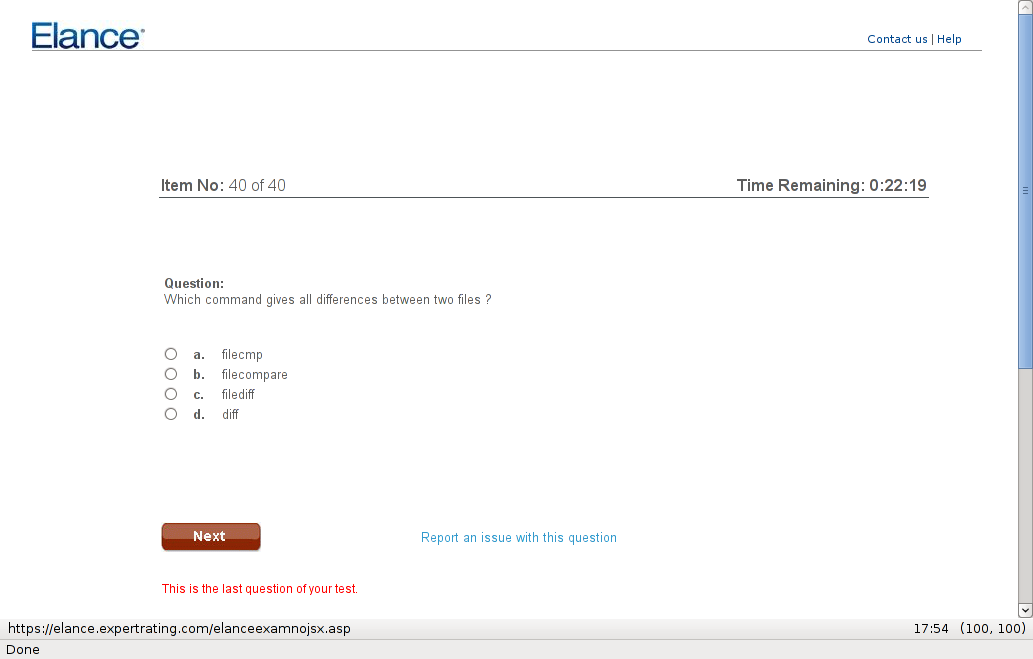 Elance®
Contact us | Help
Item No: 40 of 40
Time Remaining: 0:22:19
Question:
Which command gives all differences between two files ?
a. filecmp
b. filecompare
c. filediff
d. diff
Next
Report an issue with this question
This is the last question of your test.
https://elance.expertrating.com/elanceexamnojsx.asp
17:54 (100, 100)
Done